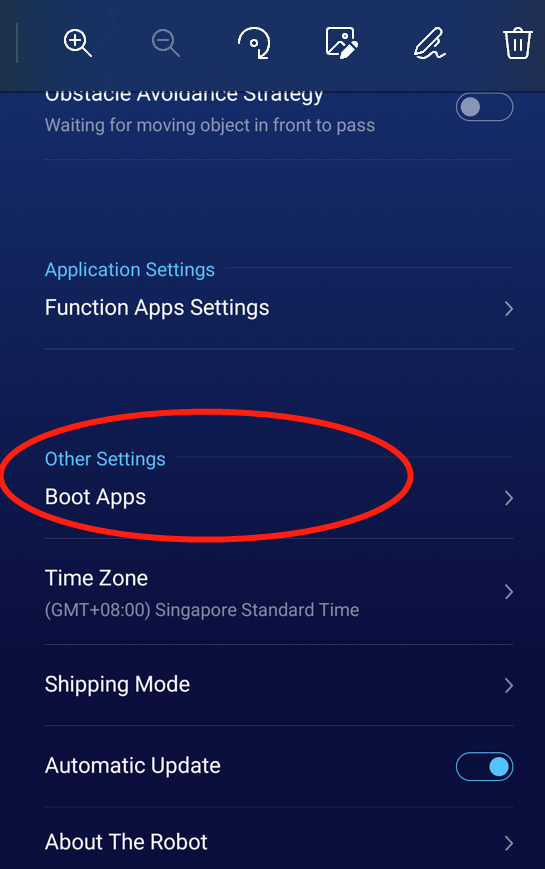 Obstacle Avoidance Strategy
Waiting for moving object in front to pass
Application Settings
Function Apps Settings
Other Settings
Boot Apps
Time Zone
(GMT+08:00) Singapore Standard Time
Shipping Mode
Automatic Update
About The Robot